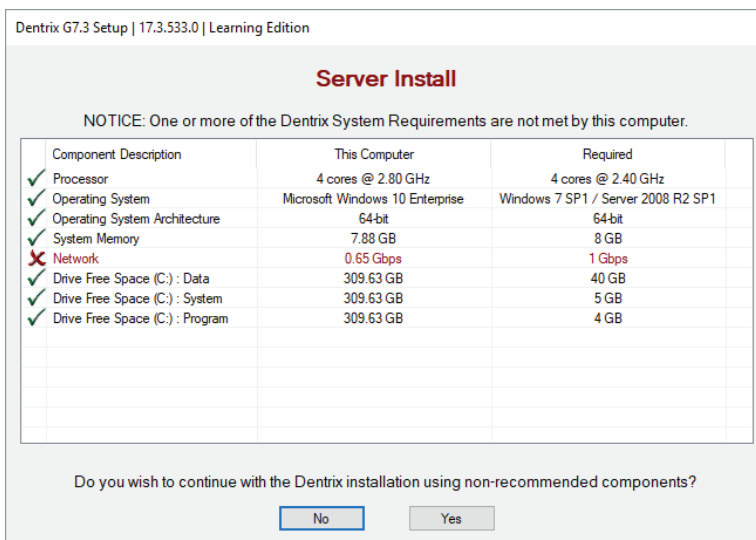 Dentrix G7.3 Setup | 17.3.533.0 | Learning Edition
Server Install
NOTICE: One or more of the Dentrix System Requirements are not met by this computer.
Component Description This Computer Required
Processor 4 cores @ 2.80 GHz 4 cores @ 2.40 GHz
Operating System Microsoft Windows 10 Enterprise Windows 7 SP1 / Server 2008 R2 SP1
Operating System Architecture 64-bit 64-bit
System Memory 7.88 GB 8 GB
Network 0.65 Gbps 1 Gbps
Drive Free Space (C:) : Data 309.63 GB 40 GB
Drive Free Space (C:) : System 309.63 GB 5 GB
Drive Free Space (C:) : Program 309.63 GB 4 GB
Do you wish to continue with the Dentrix installation using non-recommended components?
No Yes